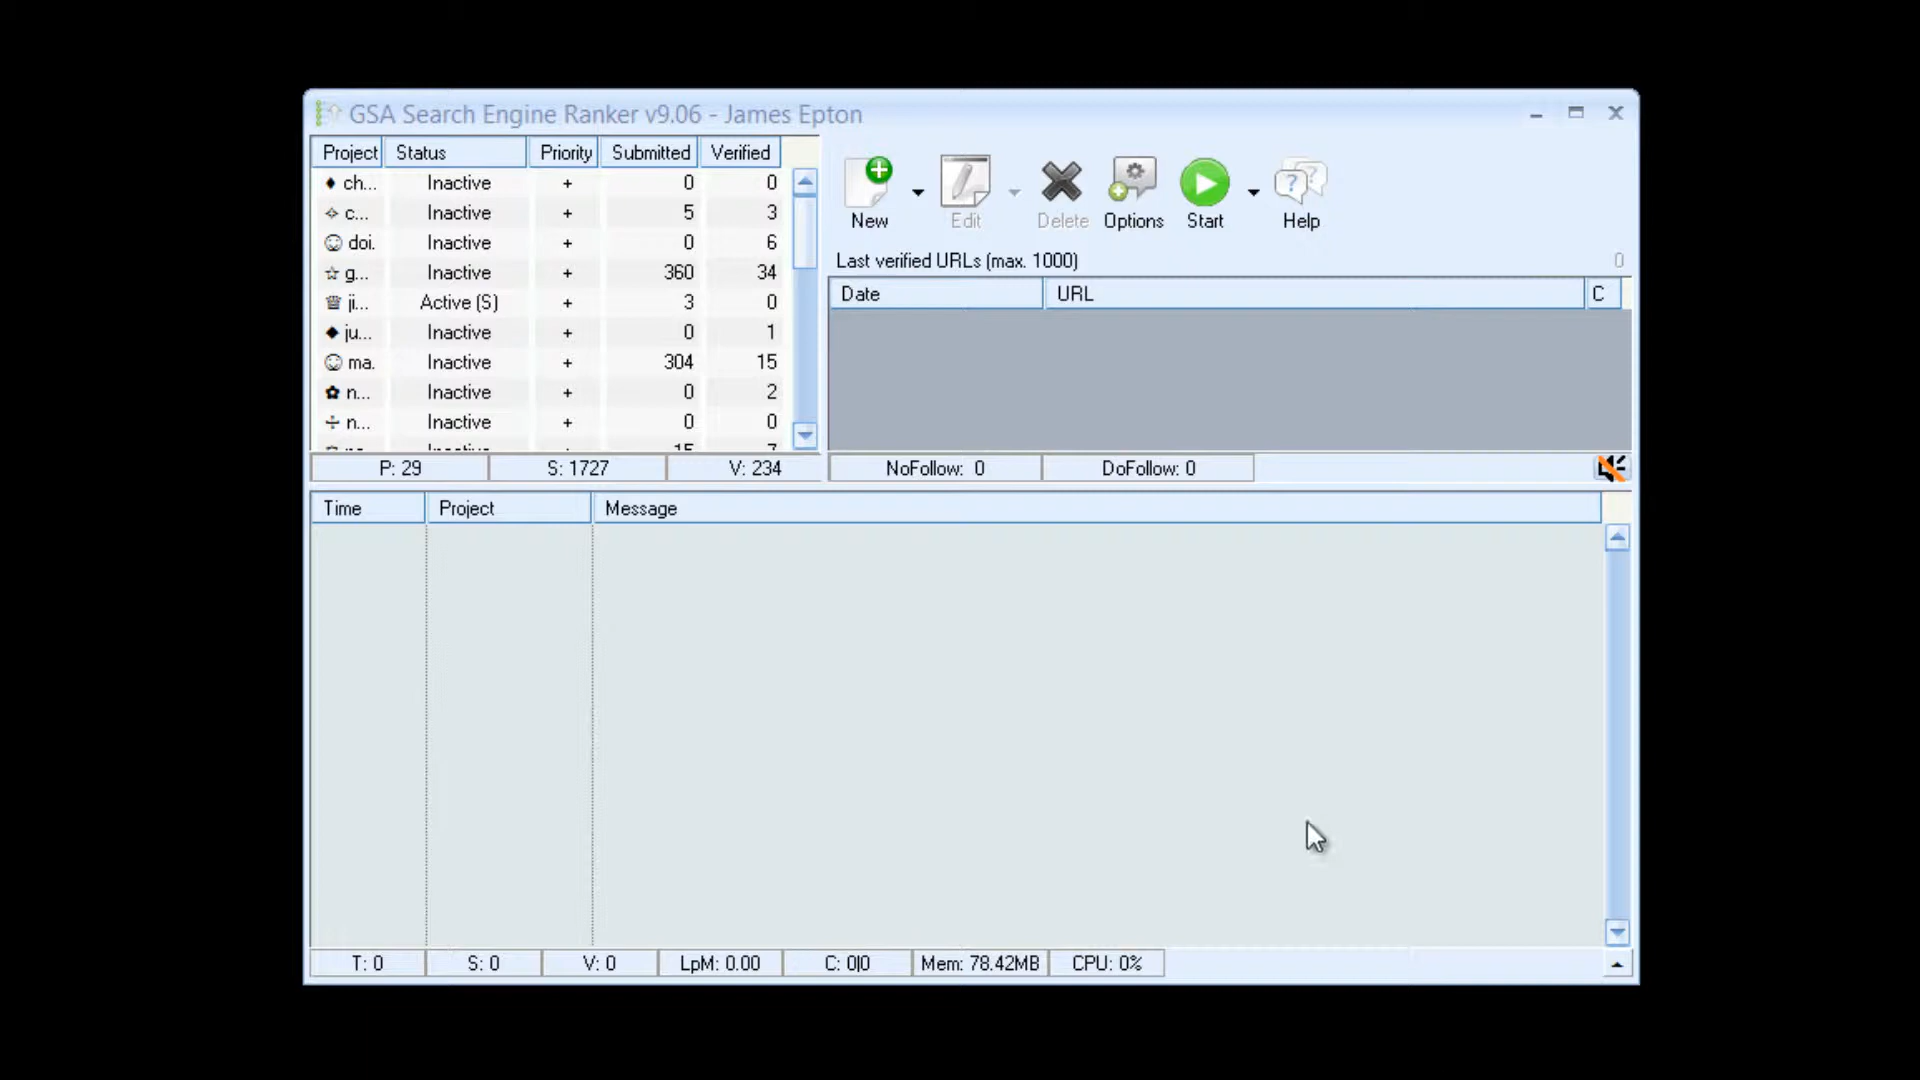 GSA Search Engine Ranker v9.06 - James Epton
Project Status Priority Submitted Verified
ch... Inactive + 0 0
c... Inactive + 5 3
doi. Inactive + 0 6
g... Inactive + 360 34
ji... Active (S) + 3 0
ju... Inactive + 0 1
ma. Inactive + 304 15
n... Inactive + 0 2
n... Inactive + 0 0
P: 29 S: 1727 V: 234
New Edit Delete Options Start Help
Last verified URLs (max. 1000) 0
Date URL C
NoFollow: 0 DoFollow: 0
Time Project Message
T: 0 S: 0 V: 0 LpM: 0.00 C: 0|0 Mem: 78.42MB CPU: 0%